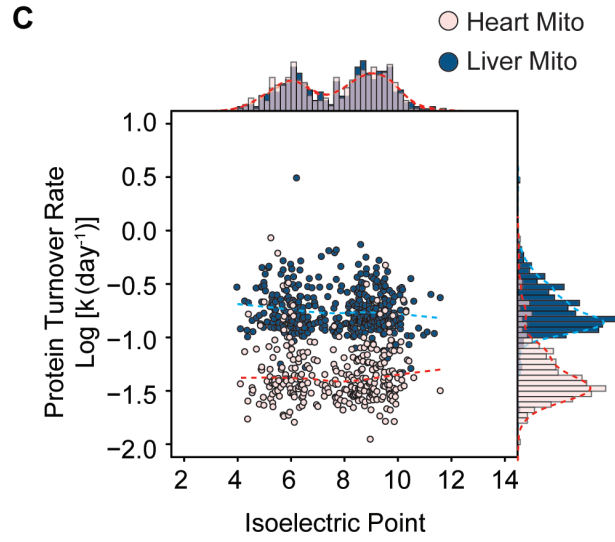 C
Heart Mito
Liver Mito
Protein Turnover Rate
Log [k (day⁻¹)]
1.0
0.5
0.0
−0.5
−1.0
−1.5
−2.0
2 4 6 8 10 12 14
Isoelectric Point